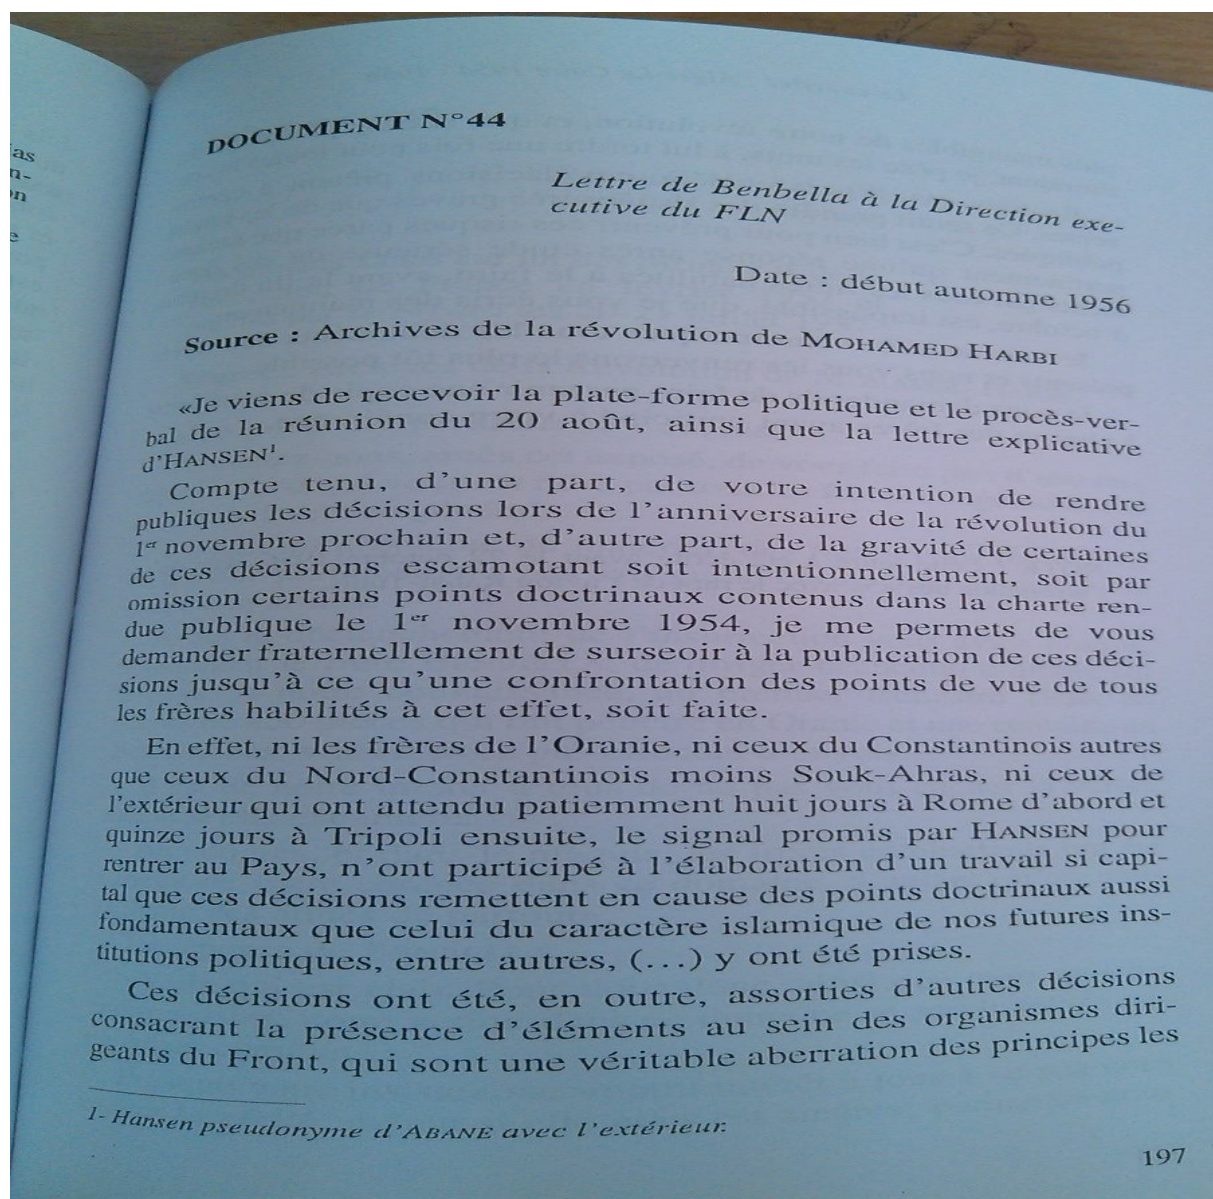 as
n-
on
e
DOCUMENT N°44
Lettre de Benbella à la Direction exe-
cutive du FLN
Date : début automne 1956
Source : Archives de la révolution de MOHAMED HARBI
«Je viens de recevoir la plate-forme politique et le procès-ver-
bal de la réunion du 20 août, ainsi que la lettre explicative
d'HANSEN¹.
Compte tenu, d'une part, de votre intention de rendre
publiques les décisions lors de l'anniversaire de la révolution du
1er novembre prochain et, d'autre part, de la gravité de certaines
de ces décisions escamotant soit intentionnellement, soit par
omission certains points doctrinaux contenus dans la charte ren-
due publique le 1er novembre 1954, je me permets de vous
demander fraternellement de surseoir à la publication de ces déci-
sions jusqu'à ce qu'une confrontation des points de vue de tous
les frères habilités à cet effet, soit faite.
En effet, ni les frères de l'Oranie, ni ceux du Constantinois autres
que ceux du Nord-Constantinois moins Souk-Ahras, ni ceux de
l'extérieur qui ont attendu patiemment huit jours à Rome d'abord et
quinze jours à Tripoli ensuite, le signal promis par HANSEN pour
rentrer au Pays, n'ont participé à l'élaboration d'un travail si capi-
tal que ces décisions remettent en cause des points doctrinaux aussi
fondamentaux que celui du caractère islamique de nos futures ins-
titutions politiques, entre autres, (...) y ont été prises.
Ces décisions ont été, en outre, assorties d'autres décisions
consacrant la présence d'éléments au sein des organismes diri-
geants du Front, qui sont une véritable aberration des principes les
1- Hansen pseudonyme d'ABANE avec l'extérieur.
197